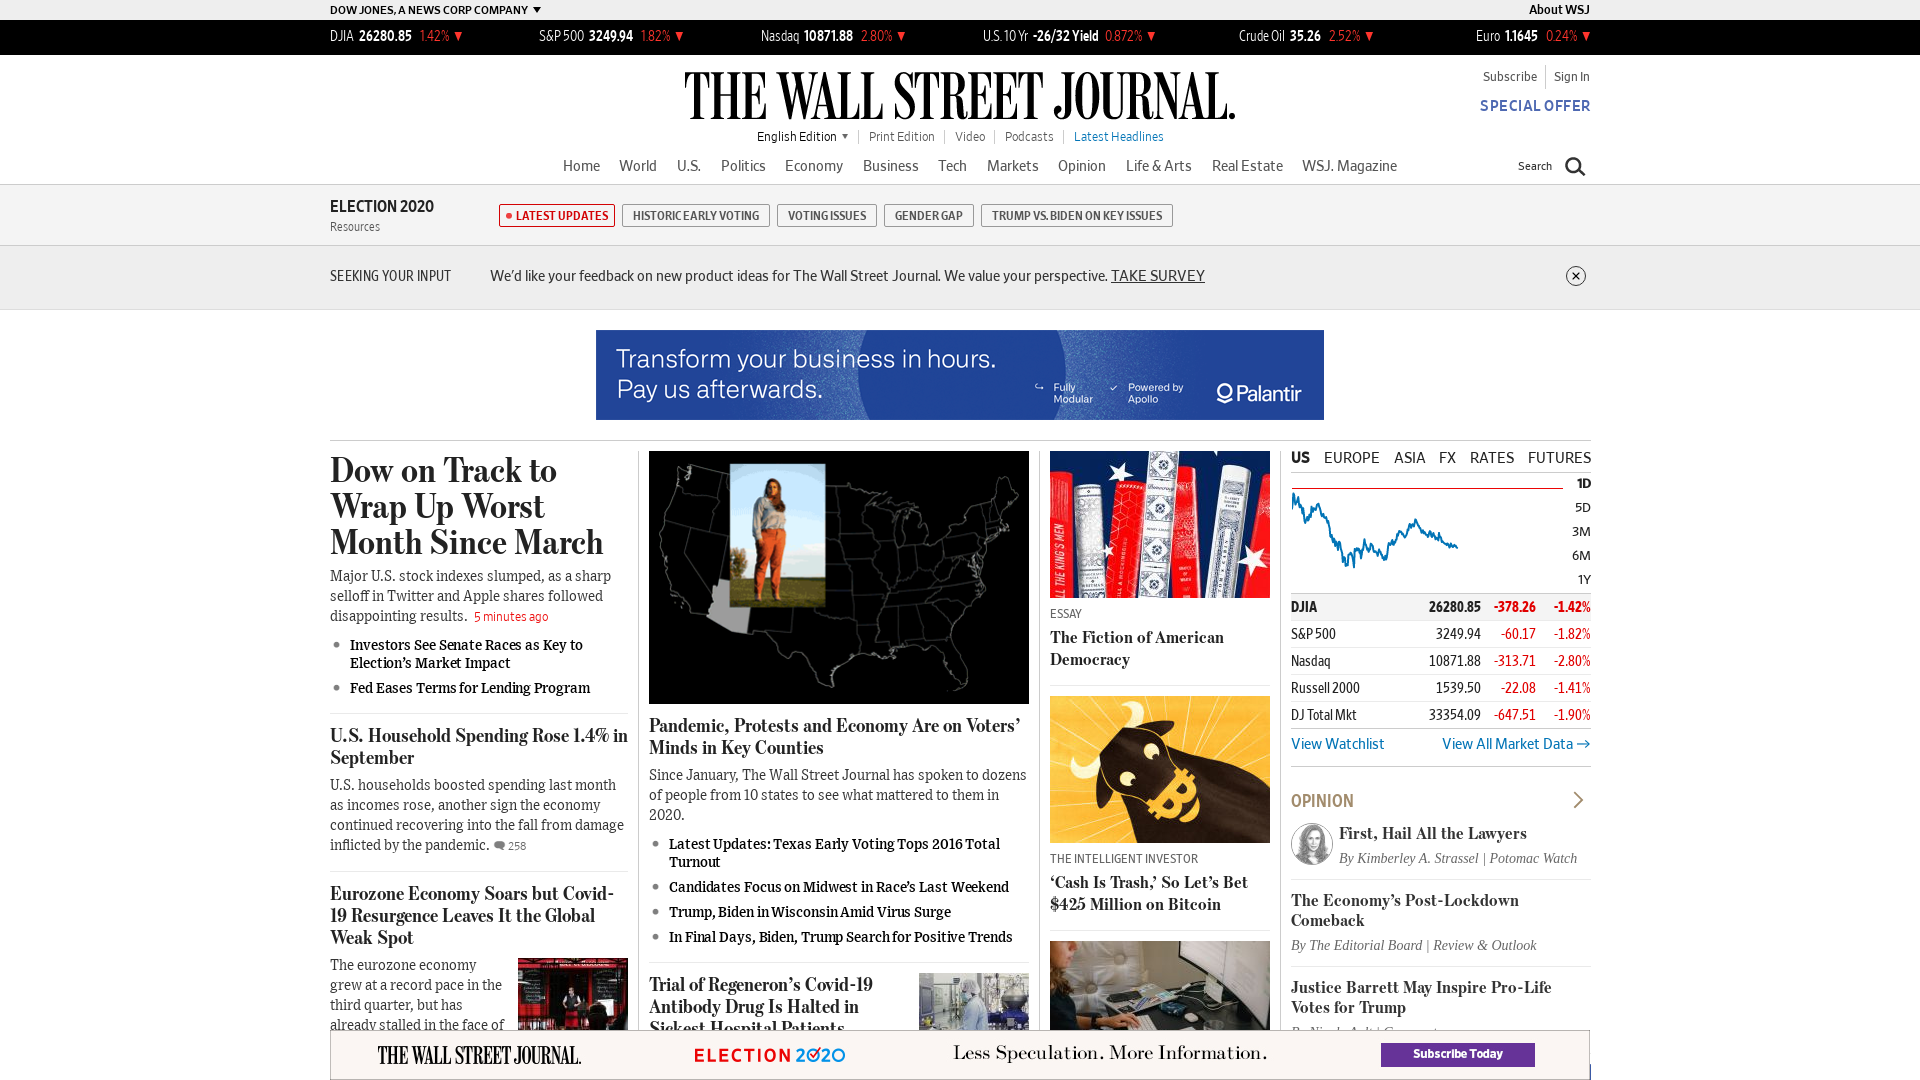 DOW JONES, A NEWS CORP COMPANY
About WSJ
DJIA 26280.85 1.42%
S&P 500 3249.94 1.82%
Nasdaq 10871.88 2.80%
U.S. 10 Yr -26/32 Yield 0.872%
Crude Oil 35.26 2.52%
Euro 1.1645 0.24%
THE WALL STREET JOURNAL.
Subscribe
Sign In
SPECIAL OFFER
English Edition
Print Edition
Video
Podcasts
Latest Headlines
Home
World
U.S.
Politics
Economy
Business
Tech
Markets
Opinion
Life & Arts
Real Estate
WSJ. Magazine
Search
ELECTION 2020
Resources
LATEST UPDATES
HISTORIC EARLY VOTING
VOTING ISSUES
GENDER GAP
TRUMP VS. BIDEN ON KEY ISSUES
SEEKING YOUR INPUT
We’d like your feedback on new product ideas for The Wall Street Journal. We value your perspective. TAKE SURVEY
Transform your business in hours.
Pay us afterwards.
Fully
Modular
Powered by
Apollo
Palantir
Dow on Track to
Wrap Up Worst
Month Since March
Major U.S. stock indexes slumped, as a sharp
selloff in Twitter and Apple shares followed
disappointing results. 5 minutes ago
Investors See Senate Races as Key to
Election’s Market Impact
Fed Eases Terms for Lending Program
U.S. Household Spending Rose 1.4% in
September
U.S. households boosted spending last month
as incomes rose, another sign the economy
continued recovering into the fall from damage
inflicted by the pandemic. 258
Eurozone Economy Soars but Covid-
19 Resurgence Leaves It the Global
Weak Spot
The eurozone economy
grew at a record pace in the
third quarter, but has
already stalled in the face of
Pandemic, Protests and Economy Are on Voters’
Minds in Key Counties
Since January, The Wall Street Journal has spoken to dozens
of people from 10 states to see what mattered to them in
2020.
Latest Updates: Texas Early Voting Tops 2016 Total
Turnout
Candidates Focus on Midwest in Race’s Last Weekend
Trump, Biden in Wisconsin Amid Virus Surge
In Final Days, Biden, Trump Search for Positive Trends
Trial of Regeneron’s Covid-19
Antibody Drug Is Halted in
Sickest Hospital Patients
ALL THE KING'S MEN
Democracy
ESSAY
The Fiction of American
Democracy
THE INTELLIGENT INVESTOR
‘Cash Is Trash,’ So Let’s Bet
$425 Million on Bitcoin
US
EUROPE
ASIA
FX
RATES
FUTURES
1D
5D
3M
6M
1Y
DJIA 26280.85 -378.26 -1.42%
S&P 500 3249.94 -60.17 -1.82%
Nasdaq 10871.88 -313.71 -2.80%
Russell 2000 1539.50 -22.08 -1.41%
DJ Total Mkt 33354.09 -647.51 -1.90%
View Watchlist
View All Market Data
OPINION
First, Hail All the Lawyers
By Kimberley A. Strassel | Potomac Watch
The Economy’s Post-Lockdown
Comeback
By The Editorial Board | Review & Outlook
Justice Barrett May Inspire Pro-Life
Votes for Trump
THE WALL STREET JOURNAL.
ELECTION 2020
Less Speculation. More Information.
Subscribe Today